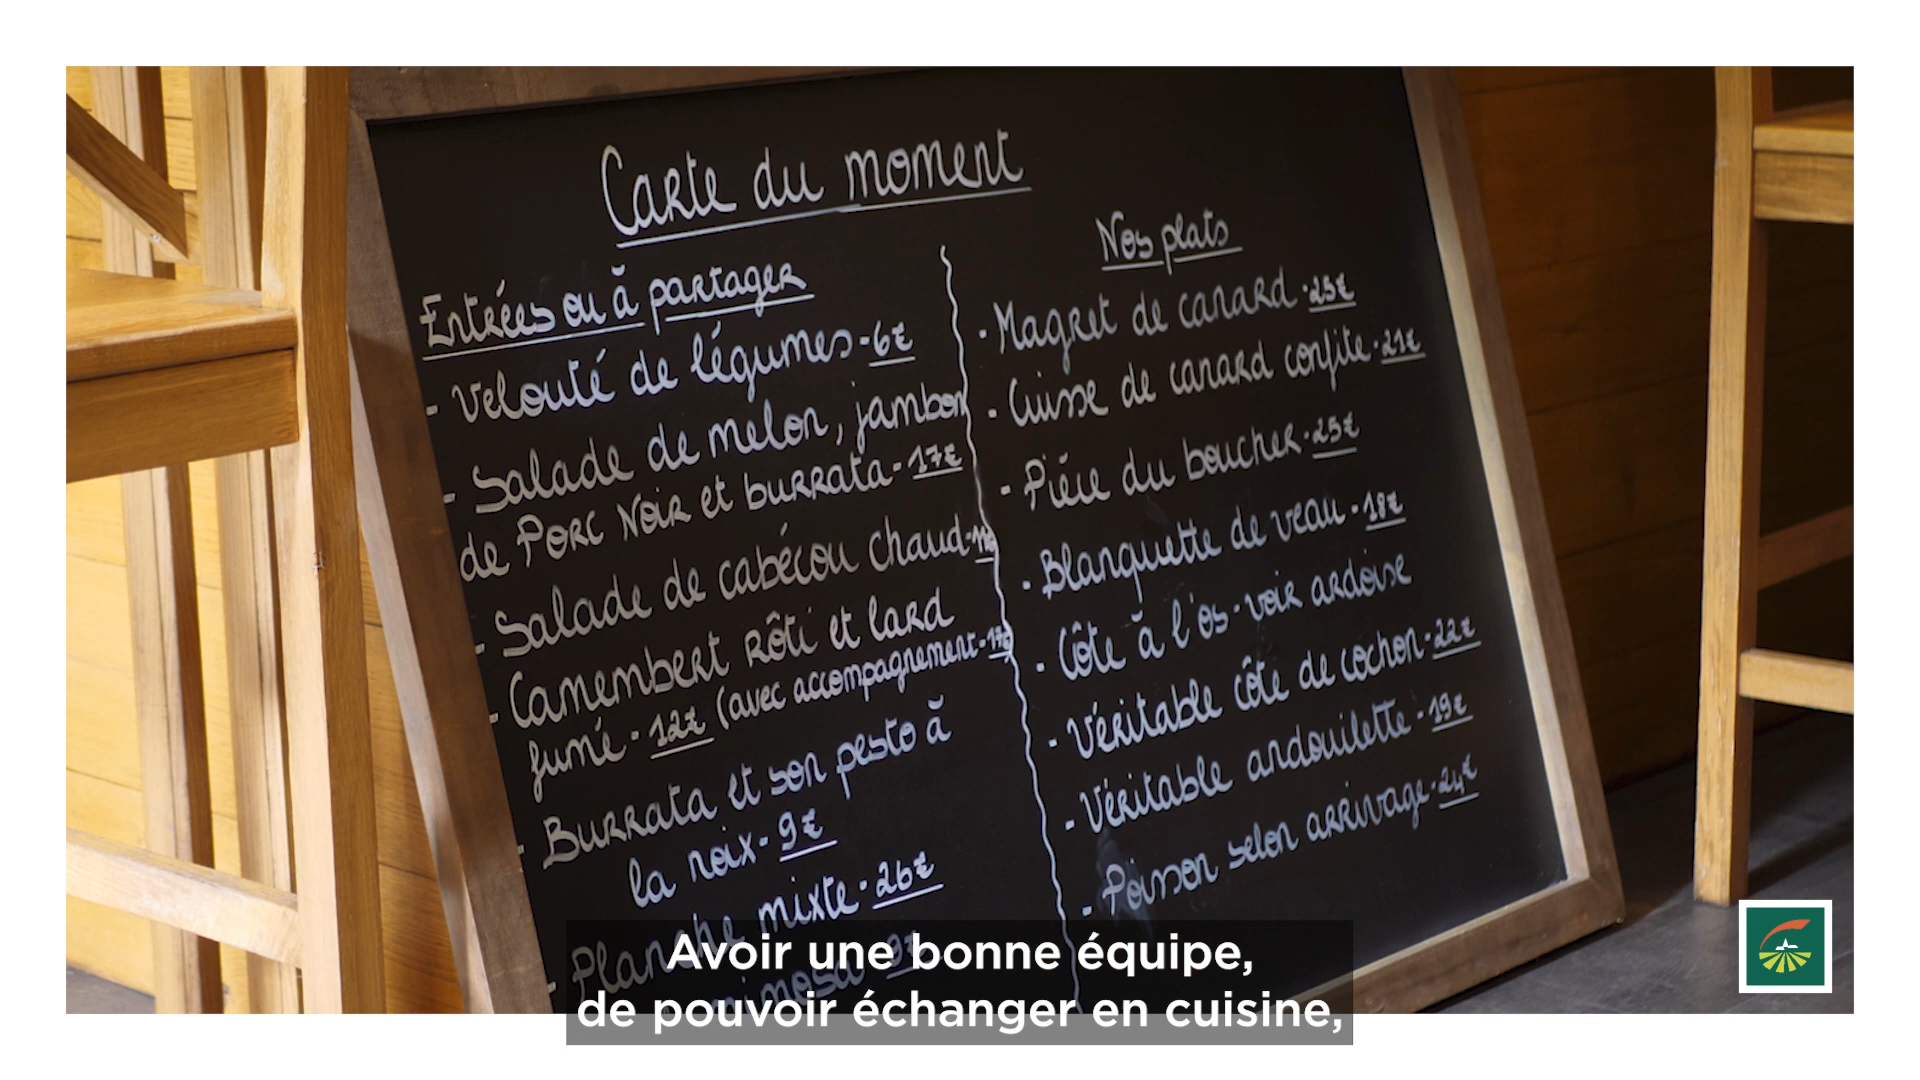 Carte du moment
Entrées ou à partager
- Velouté de légumes - 6€
- Salade de melon, jambon
de Porc Noir et burrata - 17€
- Salade de cabécou chaud -
- Camembert rôti et lard
fumé - 12€ (avec accompagnement -
- Burrata et son pesto à
la noix - 9€
- Planche mixte - 26€
Nos plats
- Magret de canard - 25€
- Cuisse de canard confite - 21€
- Pièce du boucher - 25€
- Blanquette de veau - 18€
- Côte à l'os - voir ardoise
- Véritable côte de cochon - 22€
- Véritable andouilette - 19€
- Poisson selon arrivage - 24€
Avoir une bonne équipe,
de pouvoir échanger en cuisine,